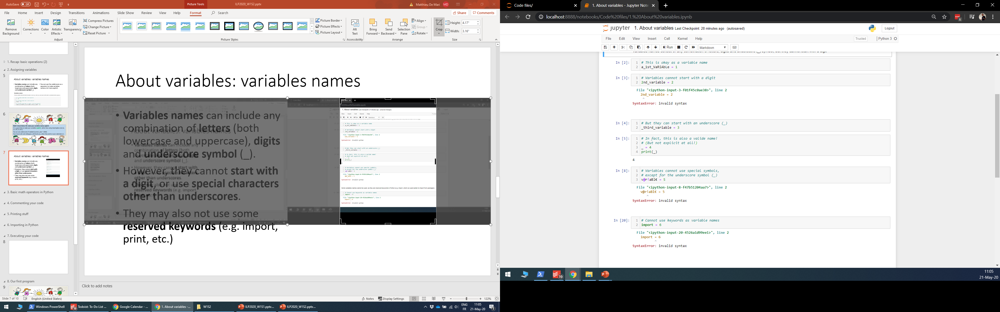 AutoSave Off
ILP2020_W1S2.pptx
Picture Tools
Matthieu De Mari MD
File Home Insert Design Transitions Animations Slide Show Review View Help Format Search
Share Comments
Remove Background
Corrections
Color
Artistic Effects
Transparency
Compress Pictures
Change Picture
Reset Picture
Adjust
Picture Styles
Picture Border
Picture Effects
Picture Layout
Alt Text
Accessibility
Bring Forward
Send Backward
Selection Pane
Align
Group
Rotate
Arrange
Crop
Height: 4.17"
Width: 3.16"
Size
1. Recap: basic operations (2)
2. Assigning variables
5
About variables: variables names
6
7
About variables: variables names
3. Basic math operators in Python
4. Commenting your code
5. Printing stuff
6. Importing in Python
7. Executing your code
8
8. Our first program
9
About variables: variables names
• Variables names can include any
combination of letters (both
lowercase and uppercase), digits
and underscore symbol (_).
• However, they cannot start with
a digit, or use special characters
other than underscores.
• They may also not use some
reserved keywords (e.g. import,
print, etc.)
Click to add notes
Slide 7 of 10 English (United States)
Notes Display Settings 122%
Windows PowerShell
19 Todoist: To-Do List ...
Google Calendar - ...
1. About variables -...
W1S2
ILP2020_W1S1.pptx...
ILP2020_W1S2.pptx...
ENG FR
11:05
21-May-20
5
Code files/
1. About variables - Jupyter Note
localhost:8888/notebooks/Code%20files/1.%20About%20variables.ipynb
jupyter 1. About variables Last Checkpoint: 28 minutes ago (autosaved)
Logout
File Edit View Insert Cell Kernel Help
Trusted Python 3
Run Markdown
In [2]:
1 # This is okay as a variable name
2 a_1st_VaRiAbLe = 1
In [3]:
1 # Variables cannot start with a digit
2 2nd_variable = 2
File "<ipython-input-3-f01f45c0ae38>", line 2
2nd_variable = 2
^
SyntaxError: invalid syntax
In [4]:
1 # But they can start with an underscore (_)
2 _third_variable = 3
In [5]:
1 # In fact, this is also a valide name!
2 # (But not explicit at all!)
3 _ = 4
4 print(_)
4
In [8]:
1 # Variables cannot use special symbols,
2 # except for the underscore symbol (_)
3 v@r!aBl€ = 5
File "<ipython-input-8-f47b51204aa7>", line 2
v@r!aBl€ = 5
^
SyntaxError: invalid syntax
In [20]:
1 # Cannot use keywords as variable names
2 import = 6
File "<ipython-input-20-4526a1d99ee1>", line 2
import = 6
^
SyntaxError: invalid syntax
19
11:05
21-May-20